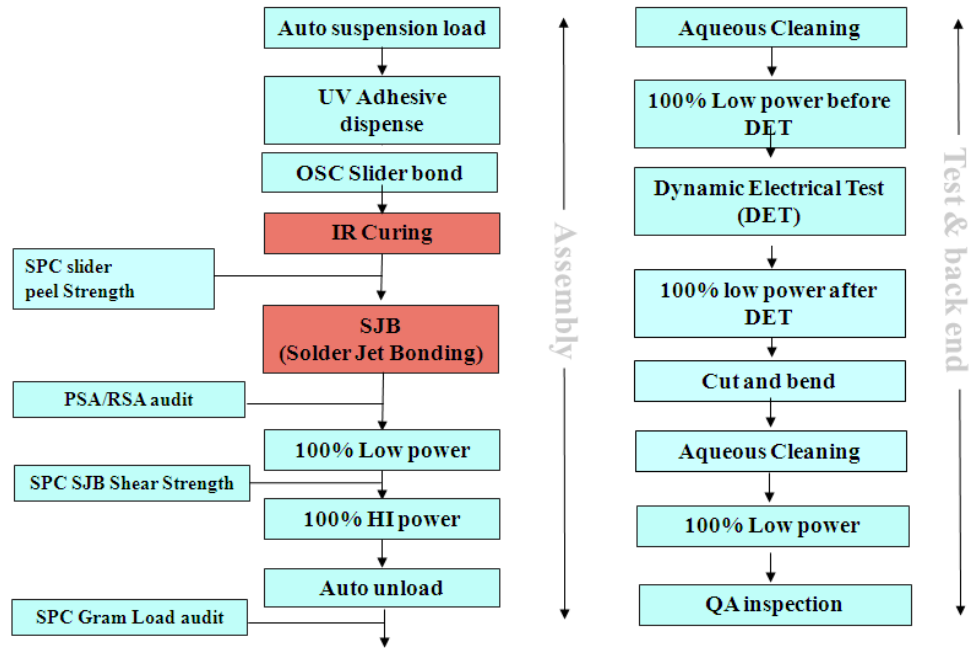 Auto suspension load
UV Adhesive
dispense
OSC Slider bond
IR Curing
SPC slider
peel Strength
SJB
(Solder Jet Bonding)
PSA/RSA audit
100% Low power
SPC SJB Shear Strength
100% HI power
Auto unload
SPC Gram Load audit
Assembly
Aqueous Cleaning
100% Low power before
DET
Dynamic Electrical Test
(DET)
100% low power after
DET
Cut and bend
Aqueous Cleaning
100% Low power
QA inspection
Test & back end